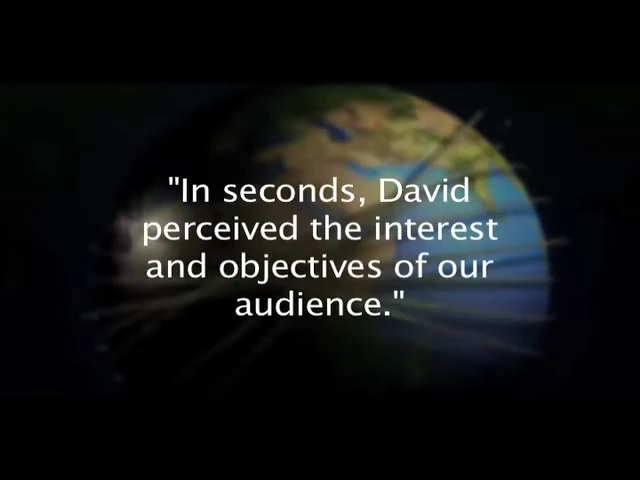 "In seconds, David
perceived the interest
and objectives of our
audience."